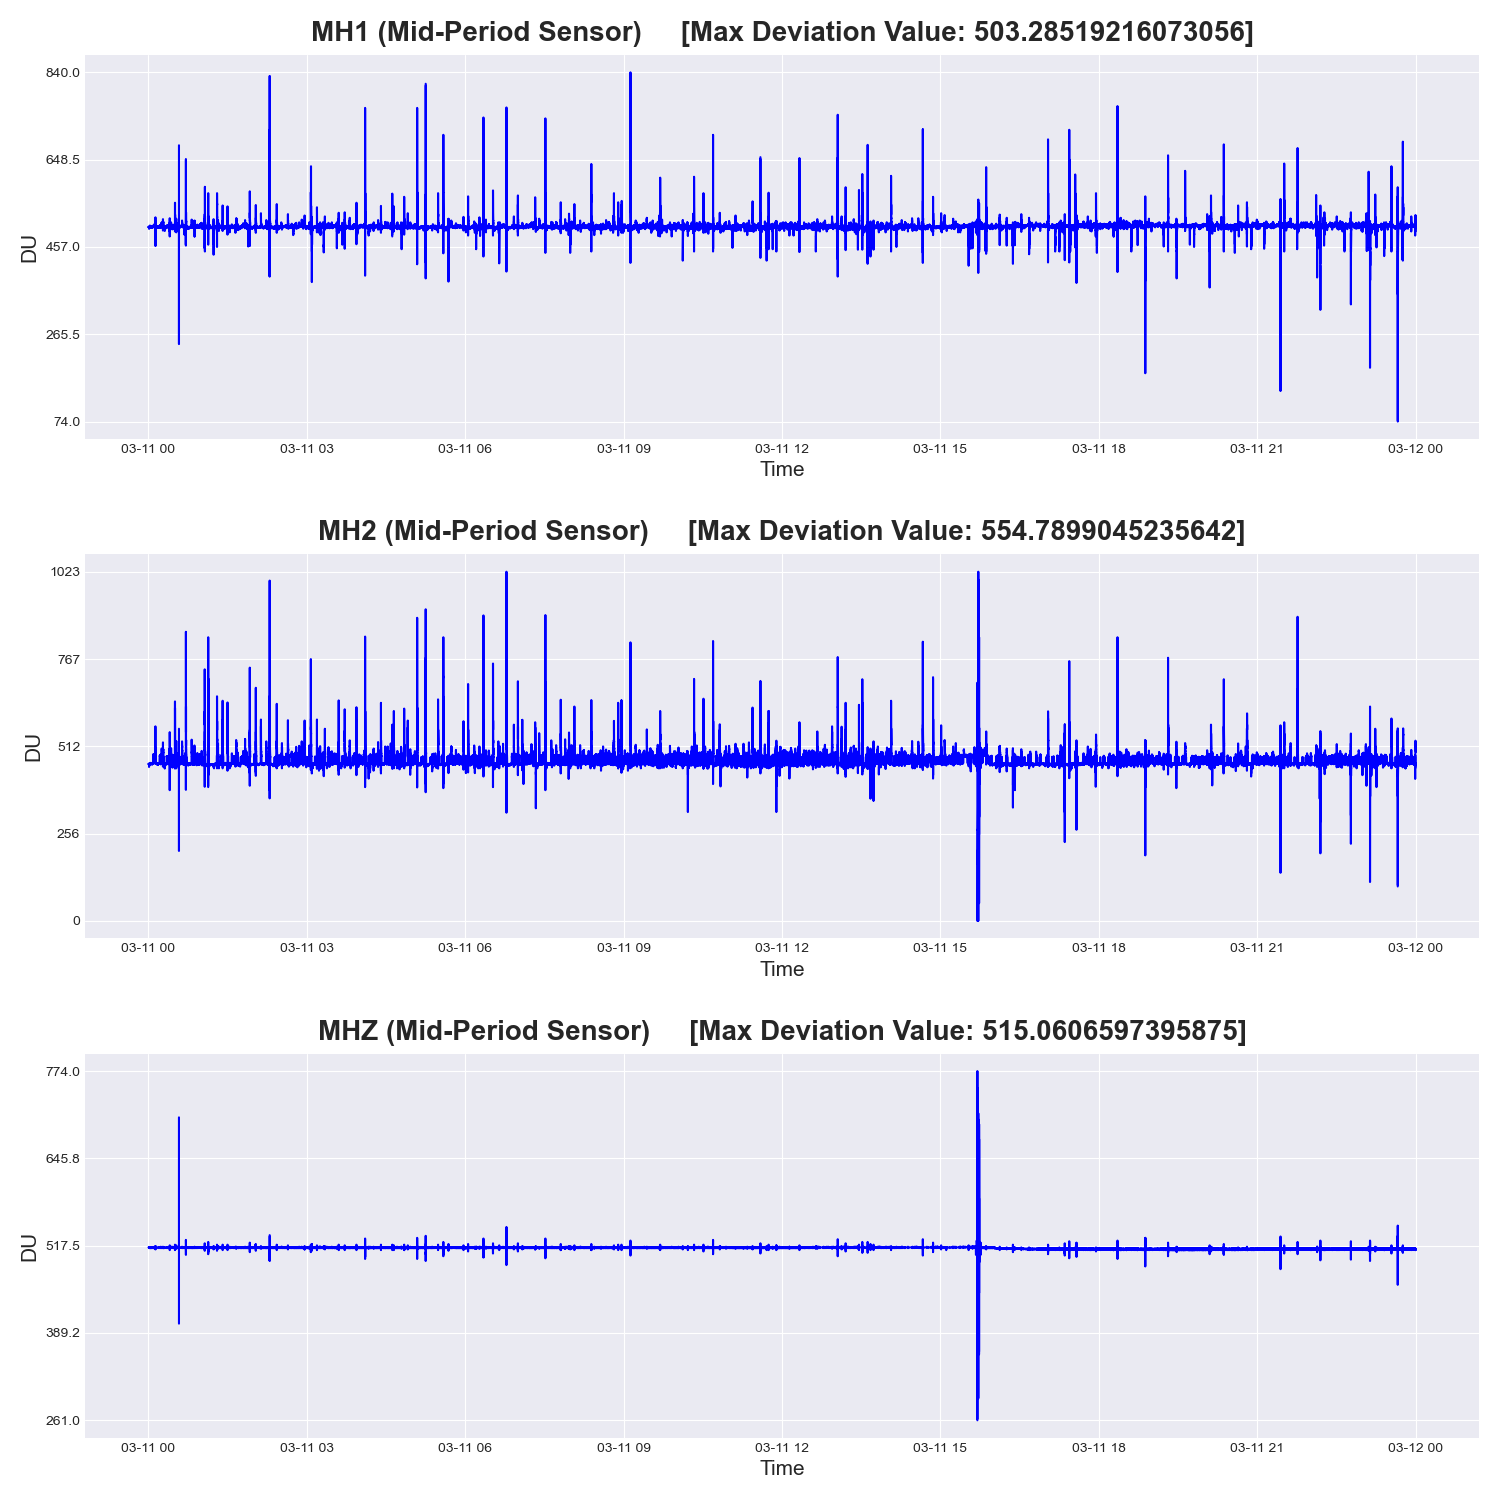 MH1 (Mid-Period Sensor) [Max Deviation Value: 503.28519216073056]
840.0
648.5
457.0
265.5
74.0
DU
03-11 00 03-11 03 03-11 06 03-11 09 03-11 12 03-11 15 03-11 18 03-11 21 03-12 00
Time
MH2 (Mid-Period Sensor) [Max Deviation Value: 554.7899045235642]
1023
767
512
256
0
DU
03-11 00 03-11 03 03-11 06 03-11 09 03-11 12 03-11 15 03-11 18 03-11 21 03-12 00
Time
MHZ (Mid-Period Sensor) [Max Deviation Value: 515.0606597395875]
774.0
645.8
517.5
389.2
261.0
DU
03-11 00 03-11 03 03-11 06 03-11 09 03-11 12 03-11 15 03-11 18 03-11 21 03-12 00
Time